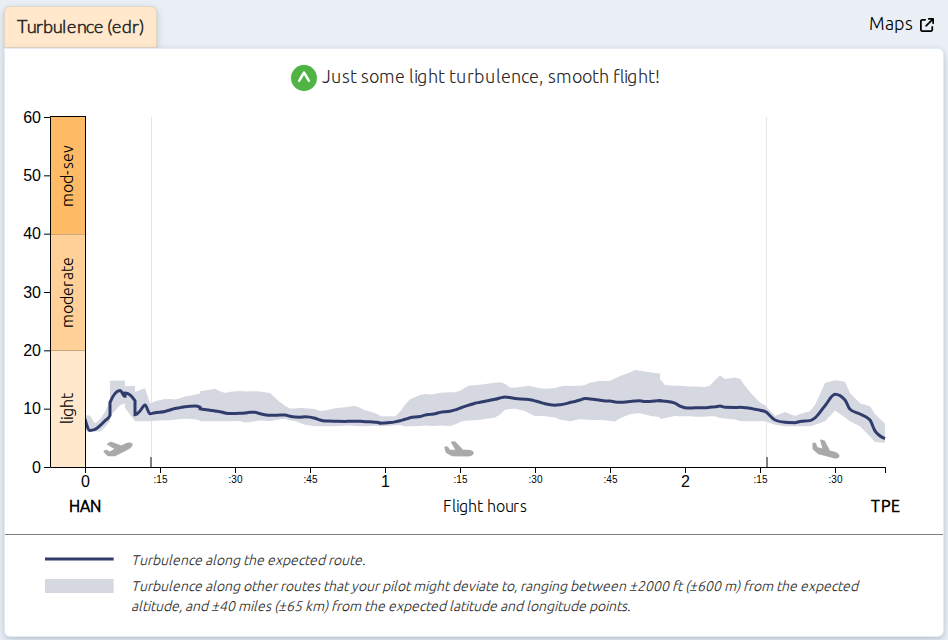 Turbulence (edr)
Maps
Just some light turbulence, smooth flight!
60
50
40
30
20
10
0
mod-sev
moderate
light
0 :15 :30 :45 1 :15 :30 :45 2 :15 :30
HAN Flight hours TPE
Turbulence along the expected route.
Turbulence along other routes that your pilot might deviate to, ranging between ±2000 ft (±600 m) from the expected
altitude, and ±40 miles (±65 km) from the expected latitude and longitude points.